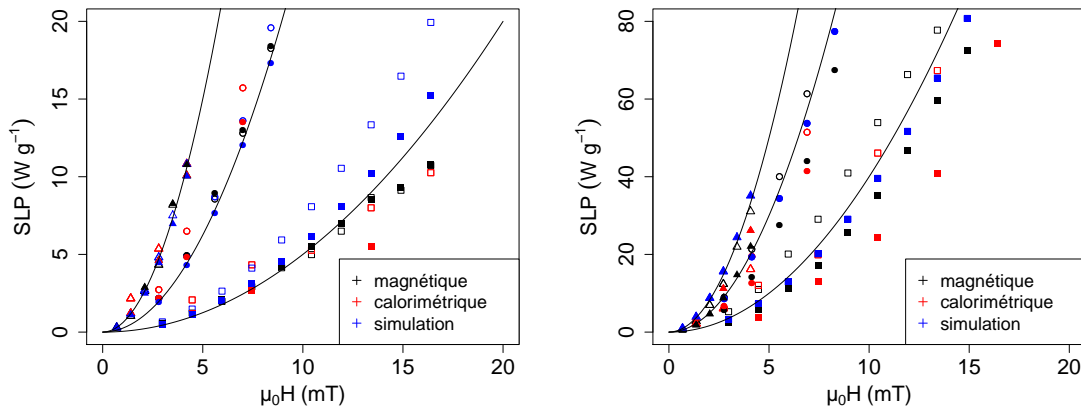 20
15
10
5
0
SLP (W g⁻¹)
0 5 10 15 20
μ₀H (mT)
magnétique
calorimétrique
simulation
80
60
40
20
0
SLP (W g⁻¹)
0 5 10 15 20
μ₀H (mT)
magnétique
calorimétrique
simulation